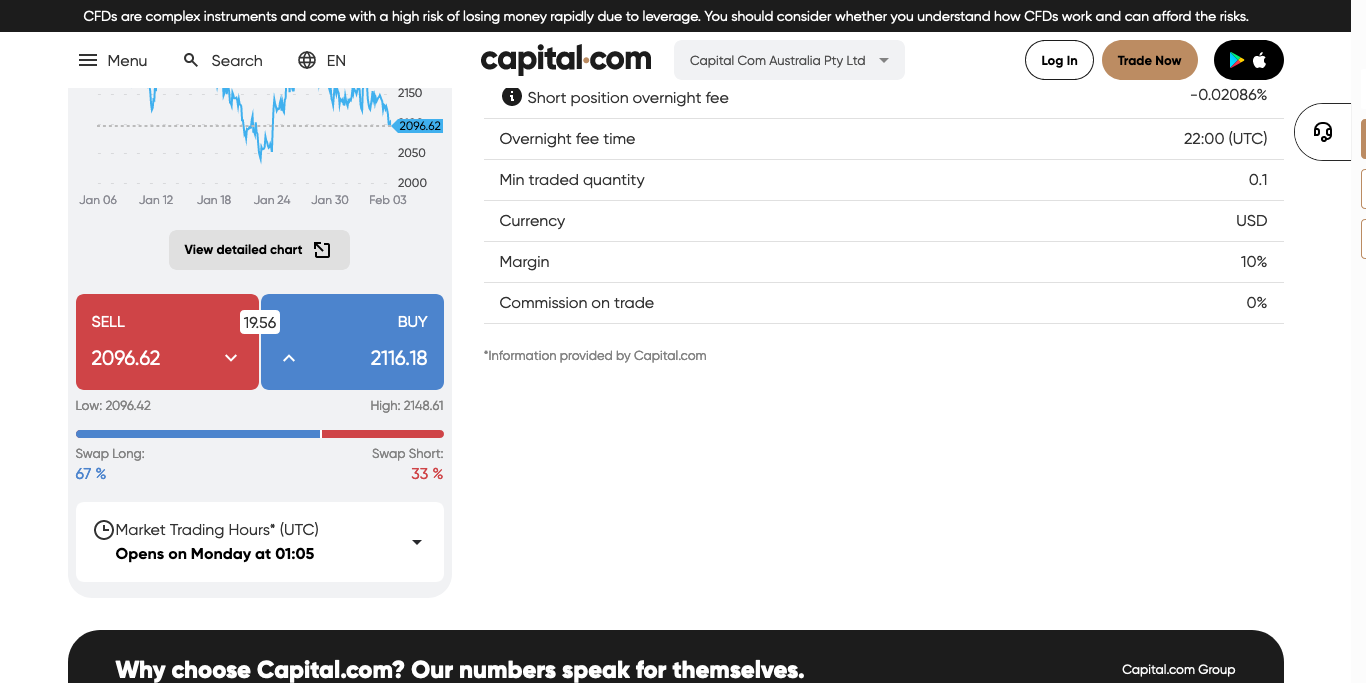 CFDs are complex instruments and come with a high risk of losing money rapidly due to leverage. You should consider whether you understand how CFDs work and can afford the risks.
Menu
Search
EN
capital.com
Capital Com Australia Pty Ltd
Log In
Trade Now
2150
2096.62
2050
2000
Jan 06 Jan 12 Jan 18 Jan 24 Jan 30 Feb 03
View detailed chart
SELL
2096.62
19.56
BUY
2116.18
Low: 2096.42
High: 2148.61
Swap Long:
67 %
Swap Short:
33 %
Market Trading Hours* (UTC)
Opens on Monday at 01:05
Short position overnight fee -0.02086%
Overnight fee time 22:00 (UTC)
Min traded quantity 0.1
Currency USD
Margin 10%
Commission on trade 0%
*Information provided by Capital.com
Why choose Capital.com? Our numbers speak for themselves.
Capital.com Group